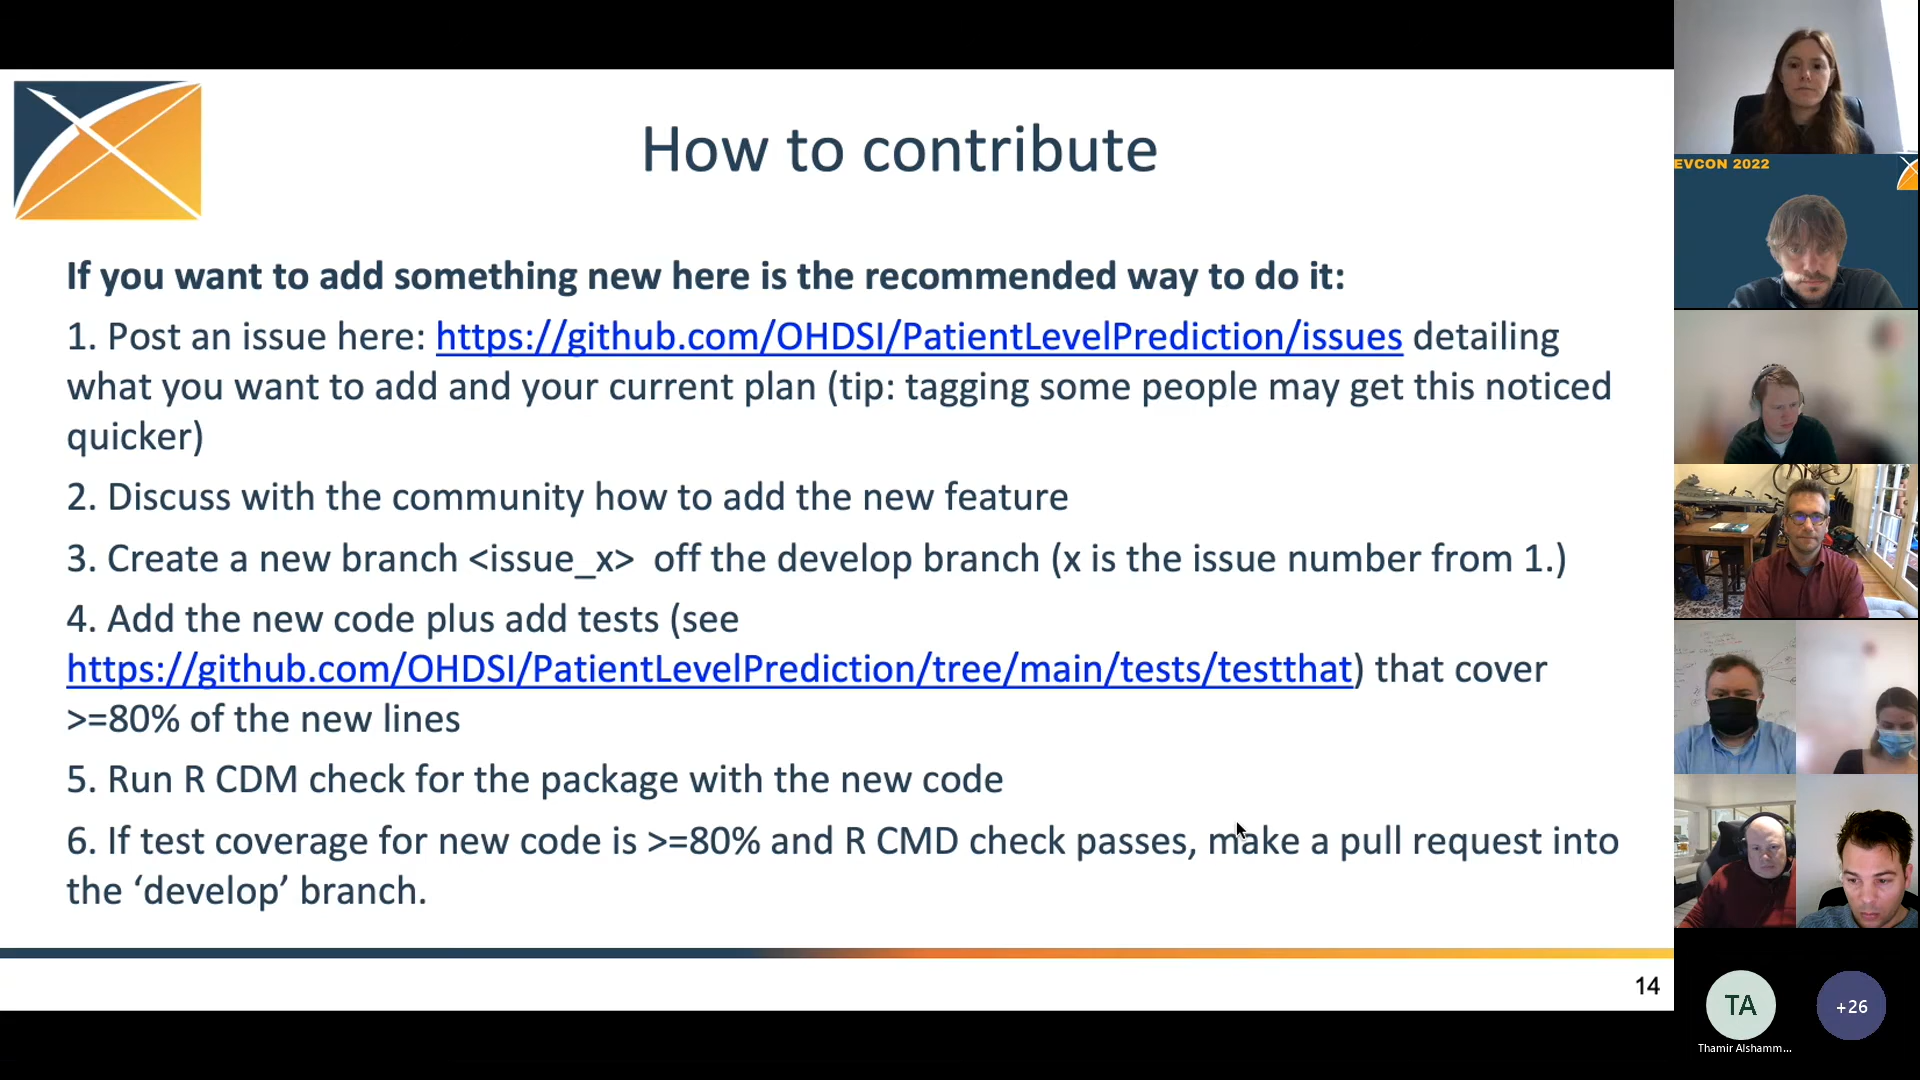 How to contribute
If you want to add something new here is the recommended way to do it:
1. Post an issue here: https://github.com/OHDSI/PatientLevelPrediction/issues detailing
what you want to add and your current plan (tip: tagging some people may get this noticed
quicker)
2. Discuss with the community how to add the new feature
3. Create a new branch <issue_x>  off the develop branch (x is the issue number from 1.)
4. Add the new code plus add tests (see
https://github.com/OHDSI/PatientLevelPrediction/tree/main/tests/testthat) that cover
>=80% of the new lines
5. Run R CDM check for the package with the new code
6. If test coverage for new code is >=80% and R CMD check passes, make a pull request into
the ‘develop’ branch.
14
EVCON 2022
TA
+26
Thamir Alshamm...